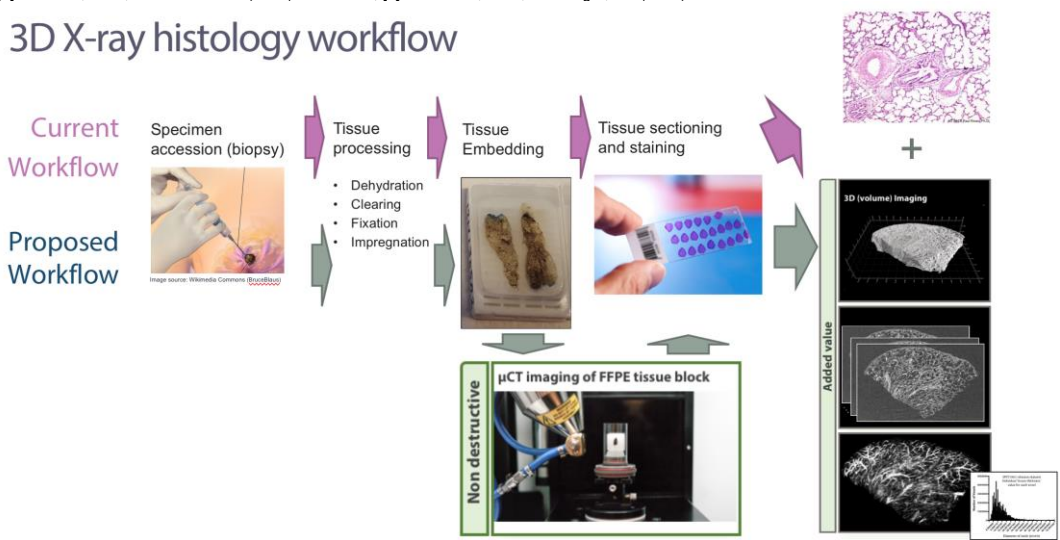 3D X-ray histology workflow
Current
Workflow
Proposed
Workflow
Specimen
accession (biopsy)
Image source: Wikimedia Commons (BruceBlaus)
Tissue
processing
• Dehydration
• Clearing
• Fixation
• Impregnation
Tissue
Embedding
Tissue sectioning
and staining
Non destructive
µCT imaging of FFPE tissue block
+
Added value
3D (volume) Imaging